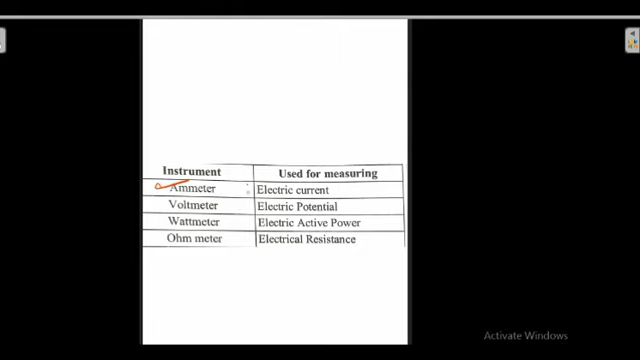 Instrument Used for measuring
Ammeter Electric current
Voltmeter Electric Potential
Wattmeter Electric Active Power
Ohm meter Electrical Resistance
Activate Windows